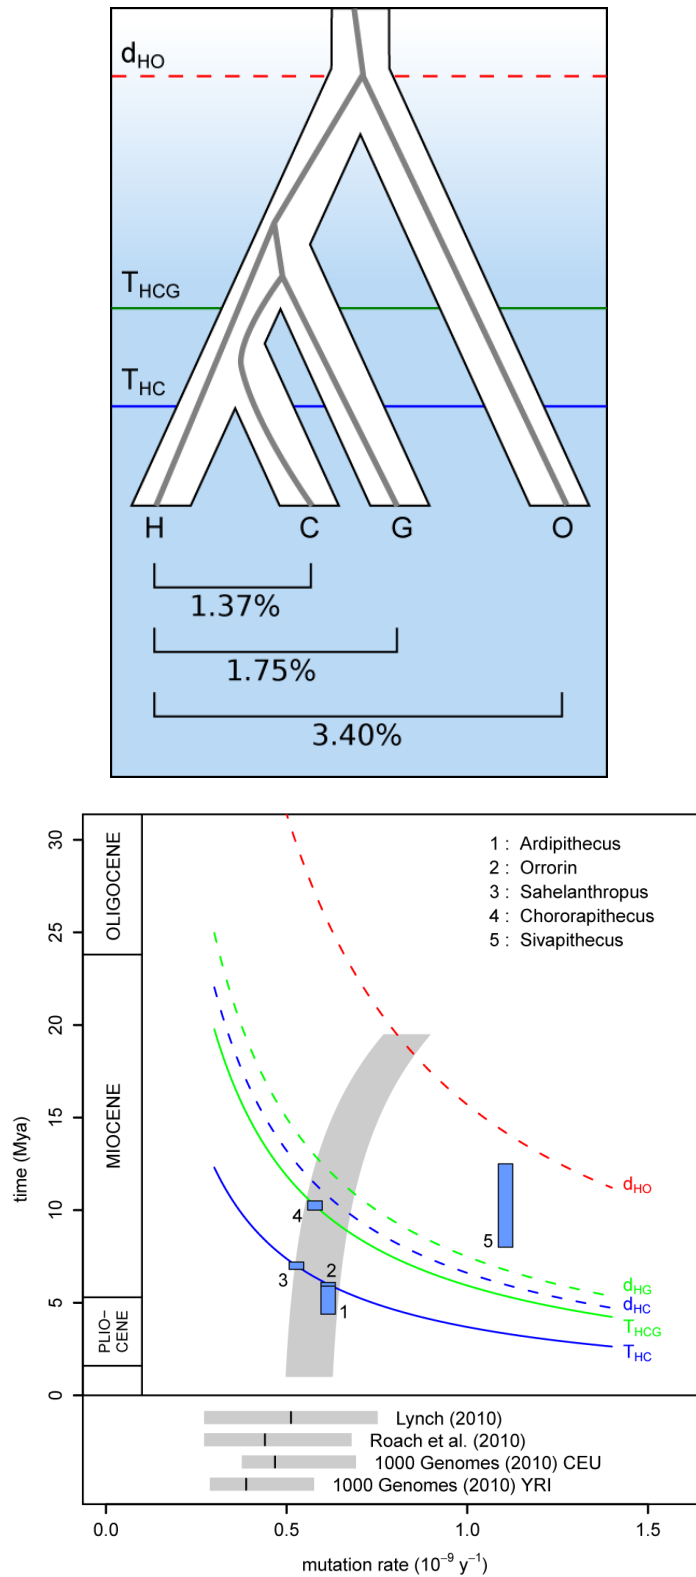 dHO
THCG
THC
H C G O
1.37%
1.75%
3.40%
1 : Ardipithecus
2 : Orrorin
3 : Sahelanthropus
4 : Chororapithecus
5 : Sivapithecus
OLIGOCENE
MIOCENE
PLIO-
CENE
time (Mya)
30
25
20
15
10
5
0
4
3
2
1
5
dHO
dHG
dHC
THCG
THC
Lynch (2010)
Roach et al. (2010)
1000 Genomes (2010) CEU
1000 Genomes (2010) YRI
0.0 0.5 1.0 1.5
mutation rate (10⁻⁹ y⁻¹)